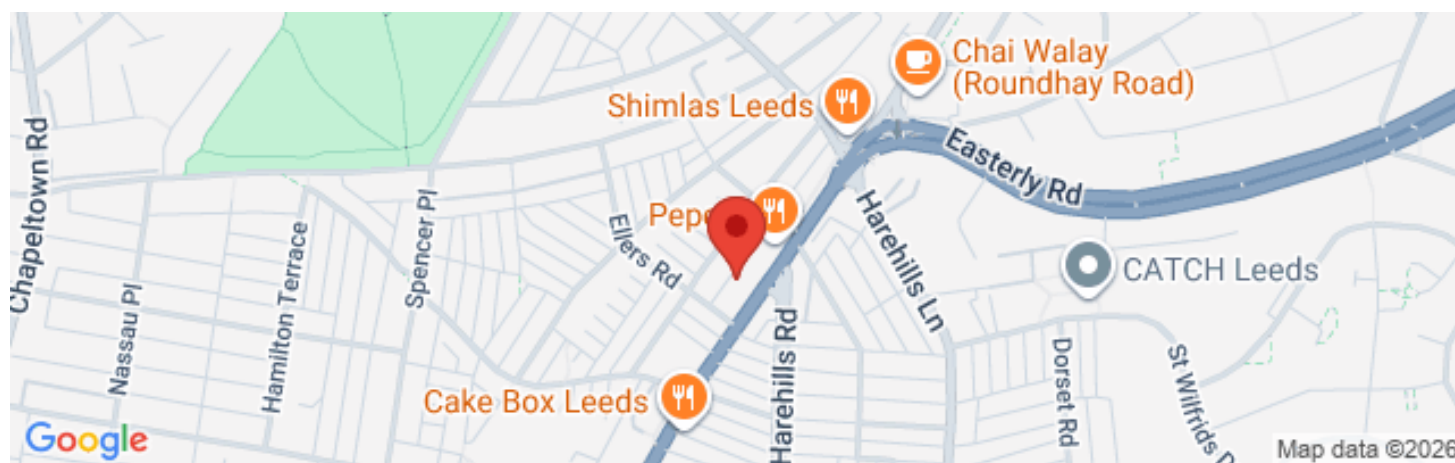 Chai Walay
(Roundhay Road)
Shimlas Leeds
Easterly Rd
Chapeltown Rd
Spencer Pl
Ellers Rd
Harehills Ln
CATCH Leeds
Nassau Pl
Hamilton Terrace
Harehills Rd
Dorset Rd
St Wilfrids
Cake Box Leeds
Google
Map data ©2026